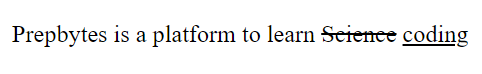 Prepbytes is a platform to learn Science coding